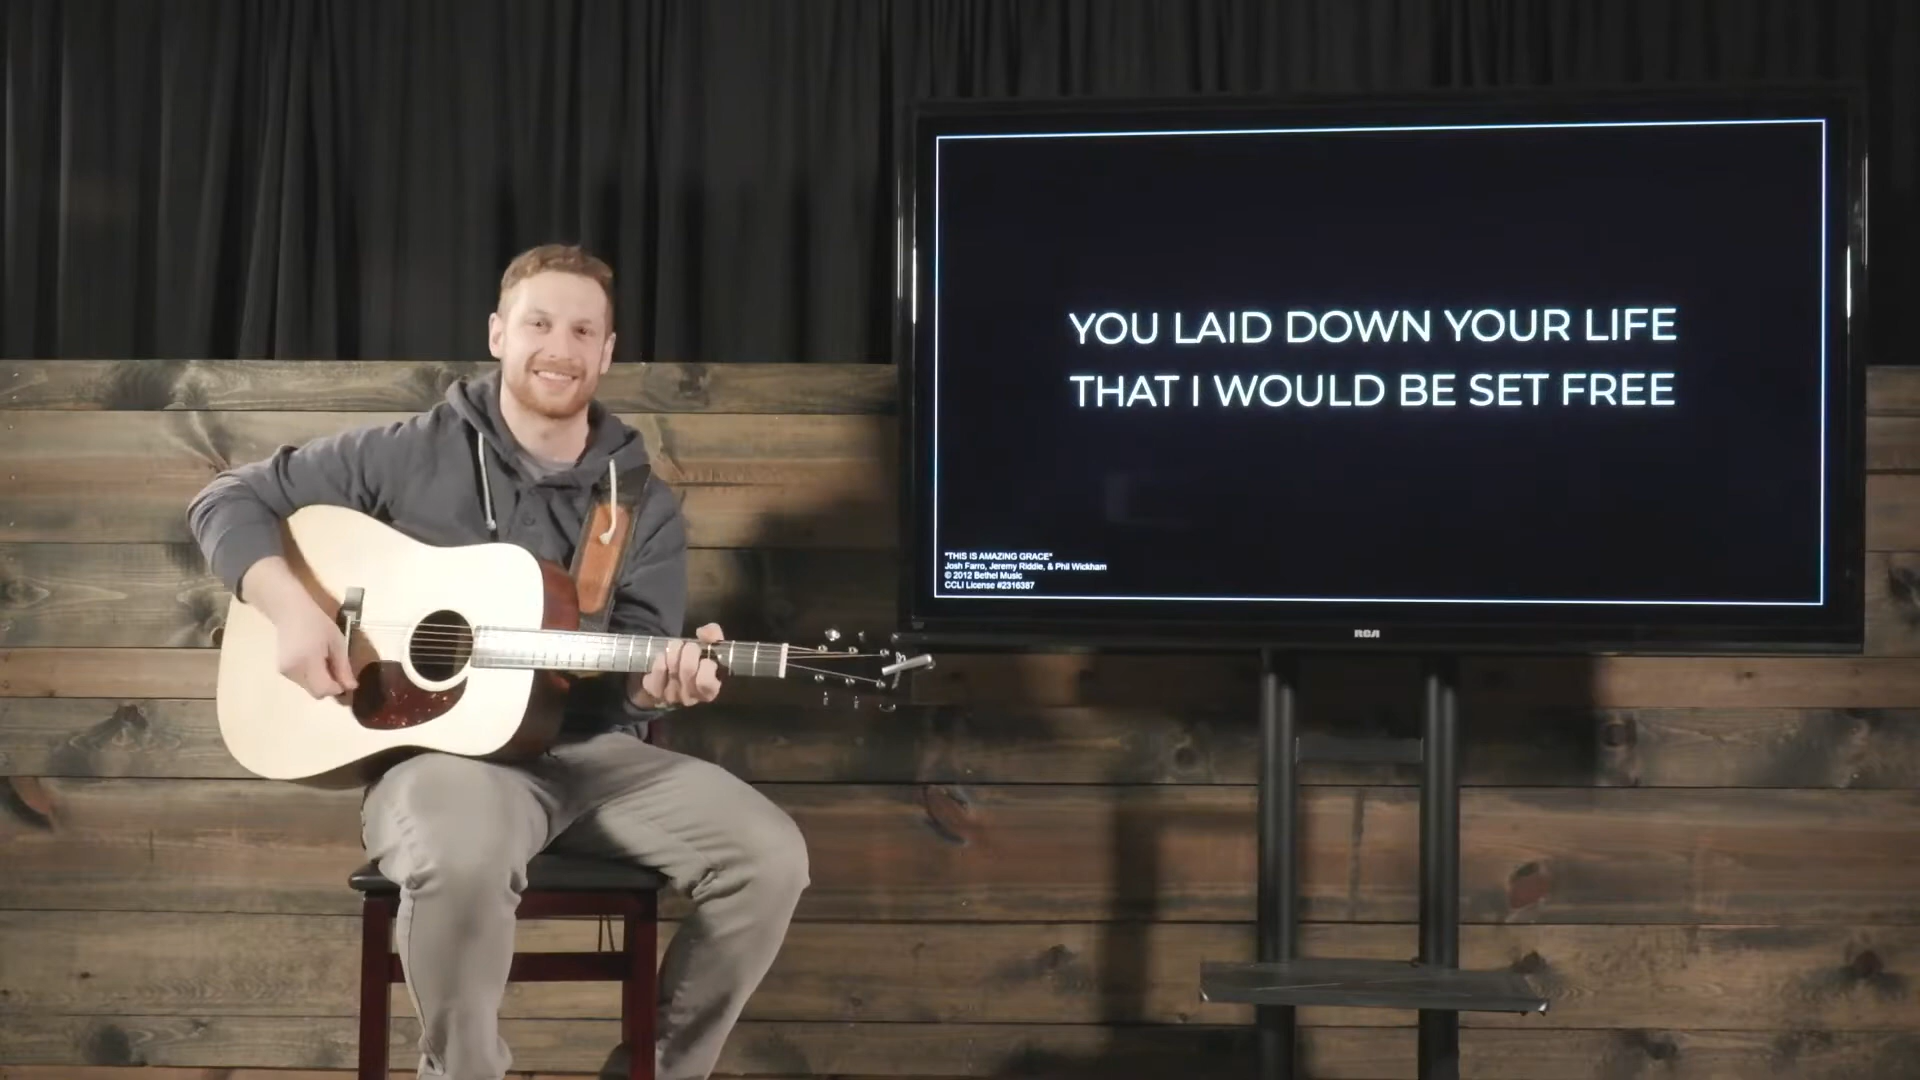 YOU LAID DOWN YOUR LIFE
THAT I WOULD BE SET FREE
"THIS IS AMAZING GRACE"
Josh Farro, Jeremy Riddle, & Phil Wickham
© 2012 Bethel Music
CCLI License #2316387
RCA